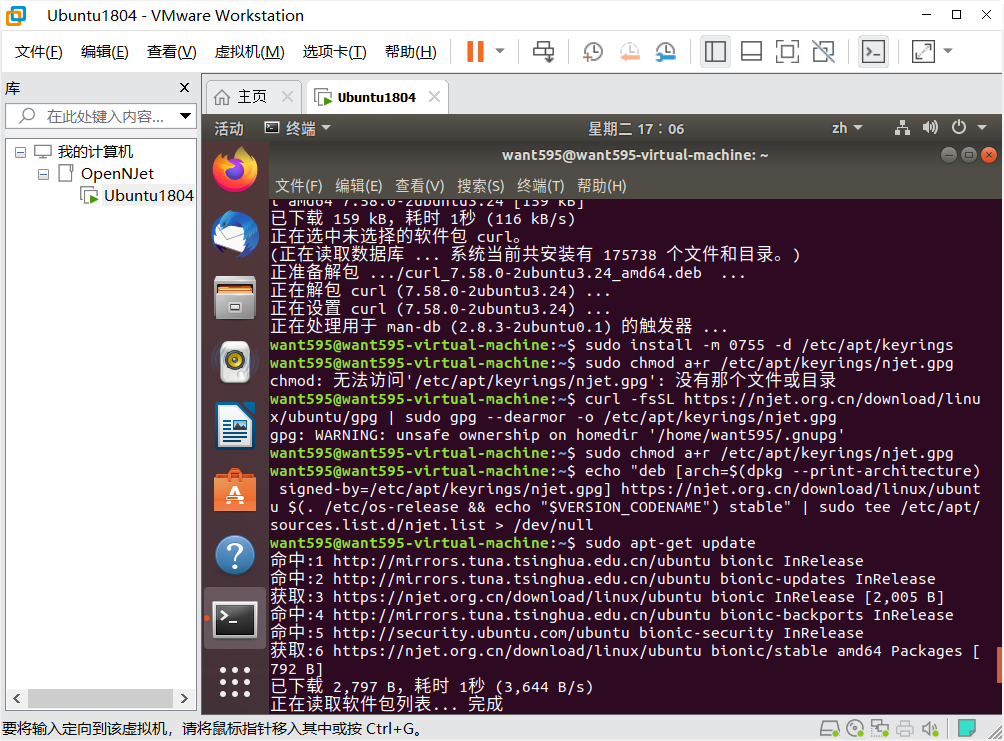 Ubuntu1804 - VMware Workstation
文件(F) 编辑(E) 查看(V) 虚拟机(M) 选项卡(T) 帮助(H)
库
在此处键入内容...
我的计算机
OpenNJet
Ubuntu1804
主页 Ubuntu1804
活动 终端 星期二 17：06 zh
want595@want595-virtual-machine: ~
文件(F) 编辑(E) 查看(V) 搜索(S) 终端(T) 帮助(H)
t amd64 7.58.0-2ubuntu3.24 [159 kB]
已下载 159 kB，耗时 1秒 (116 kB/s)
正在选中未选择的软件包 curl。
(正在读取数据库 ... 系统当前共安装有 175738 个文件和目录。)
正准备解包 .../curl_7.58.0-2ubuntu3.24_amd64.deb  ...
正在解包 curl (7.58.0-2ubuntu3.24) ...
正在设置 curl (7.58.0-2ubuntu3.24) ...
正在处理用于 man-db (2.8.3-2ubuntu0.1) 的触发器 ...
want595@want595-virtual-machine:~$ sudo install -m 0755 -d /etc/apt/keyrings
want595@want595-virtual-machine:~$ sudo chmod a+r /etc/apt/keyrings/njet.gpg
chmod: 无法访问'/etc/apt/keyrings/njet.gpg': 没有那个文件或目录
want595@want595-virtual-machine:~$ curl -fsSL https://njet.org.cn/download/linu
x/ubuntu/gpg | sudo gpg --dearmor -o /etc/apt/keyrings/njet.gpg
gpg: WARNING: unsafe ownership on homedir '/home/want595/.gnupg'
want595@want595-virtual-machine:~$ sudo chmod a+r /etc/apt/keyrings/njet.gpg
want595@want595-virtual-machine:~$ echo "deb [arch=$(dpkg --print-architecture)
 signed-by=/etc/apt/keyrings/njet.gpg] https://njet.org.cn/download/linux/ubunt
u $(. /etc/os-release && echo "$VERSION_CODENAME") stable" | sudo tee /etc/apt/
sources.list.d/njet.list > /dev/null
want595@want595-virtual-machine:~$ sudo apt-get update
命中:1 http://mirrors.tuna.tsinghua.edu.cn/ubuntu bionic InRelease
命中:2 http://mirrors.tuna.tsinghua.edu.cn/ubuntu bionic-updates InRelease
获取:3 https://njet.org.cn/download/linux/ubuntu bionic InRelease [2,005 B]
命中:4 http://mirrors.tuna.tsinghua.edu.cn/ubuntu bionic-backports InRelease
命中:5 http://security.ubuntu.com/ubuntu bionic-security InRelease
获取:6 https://njet.org.cn/download/linux/ubuntu bionic/stable amd64 Packages [
792 B]
已下载 2,797 B，耗时 1秒 (3,644 B/s)
正在读取软件包列表... 完成
要将输入定向到该虚拟机，请将鼠标指针移入其中或按 Ctrl+G。